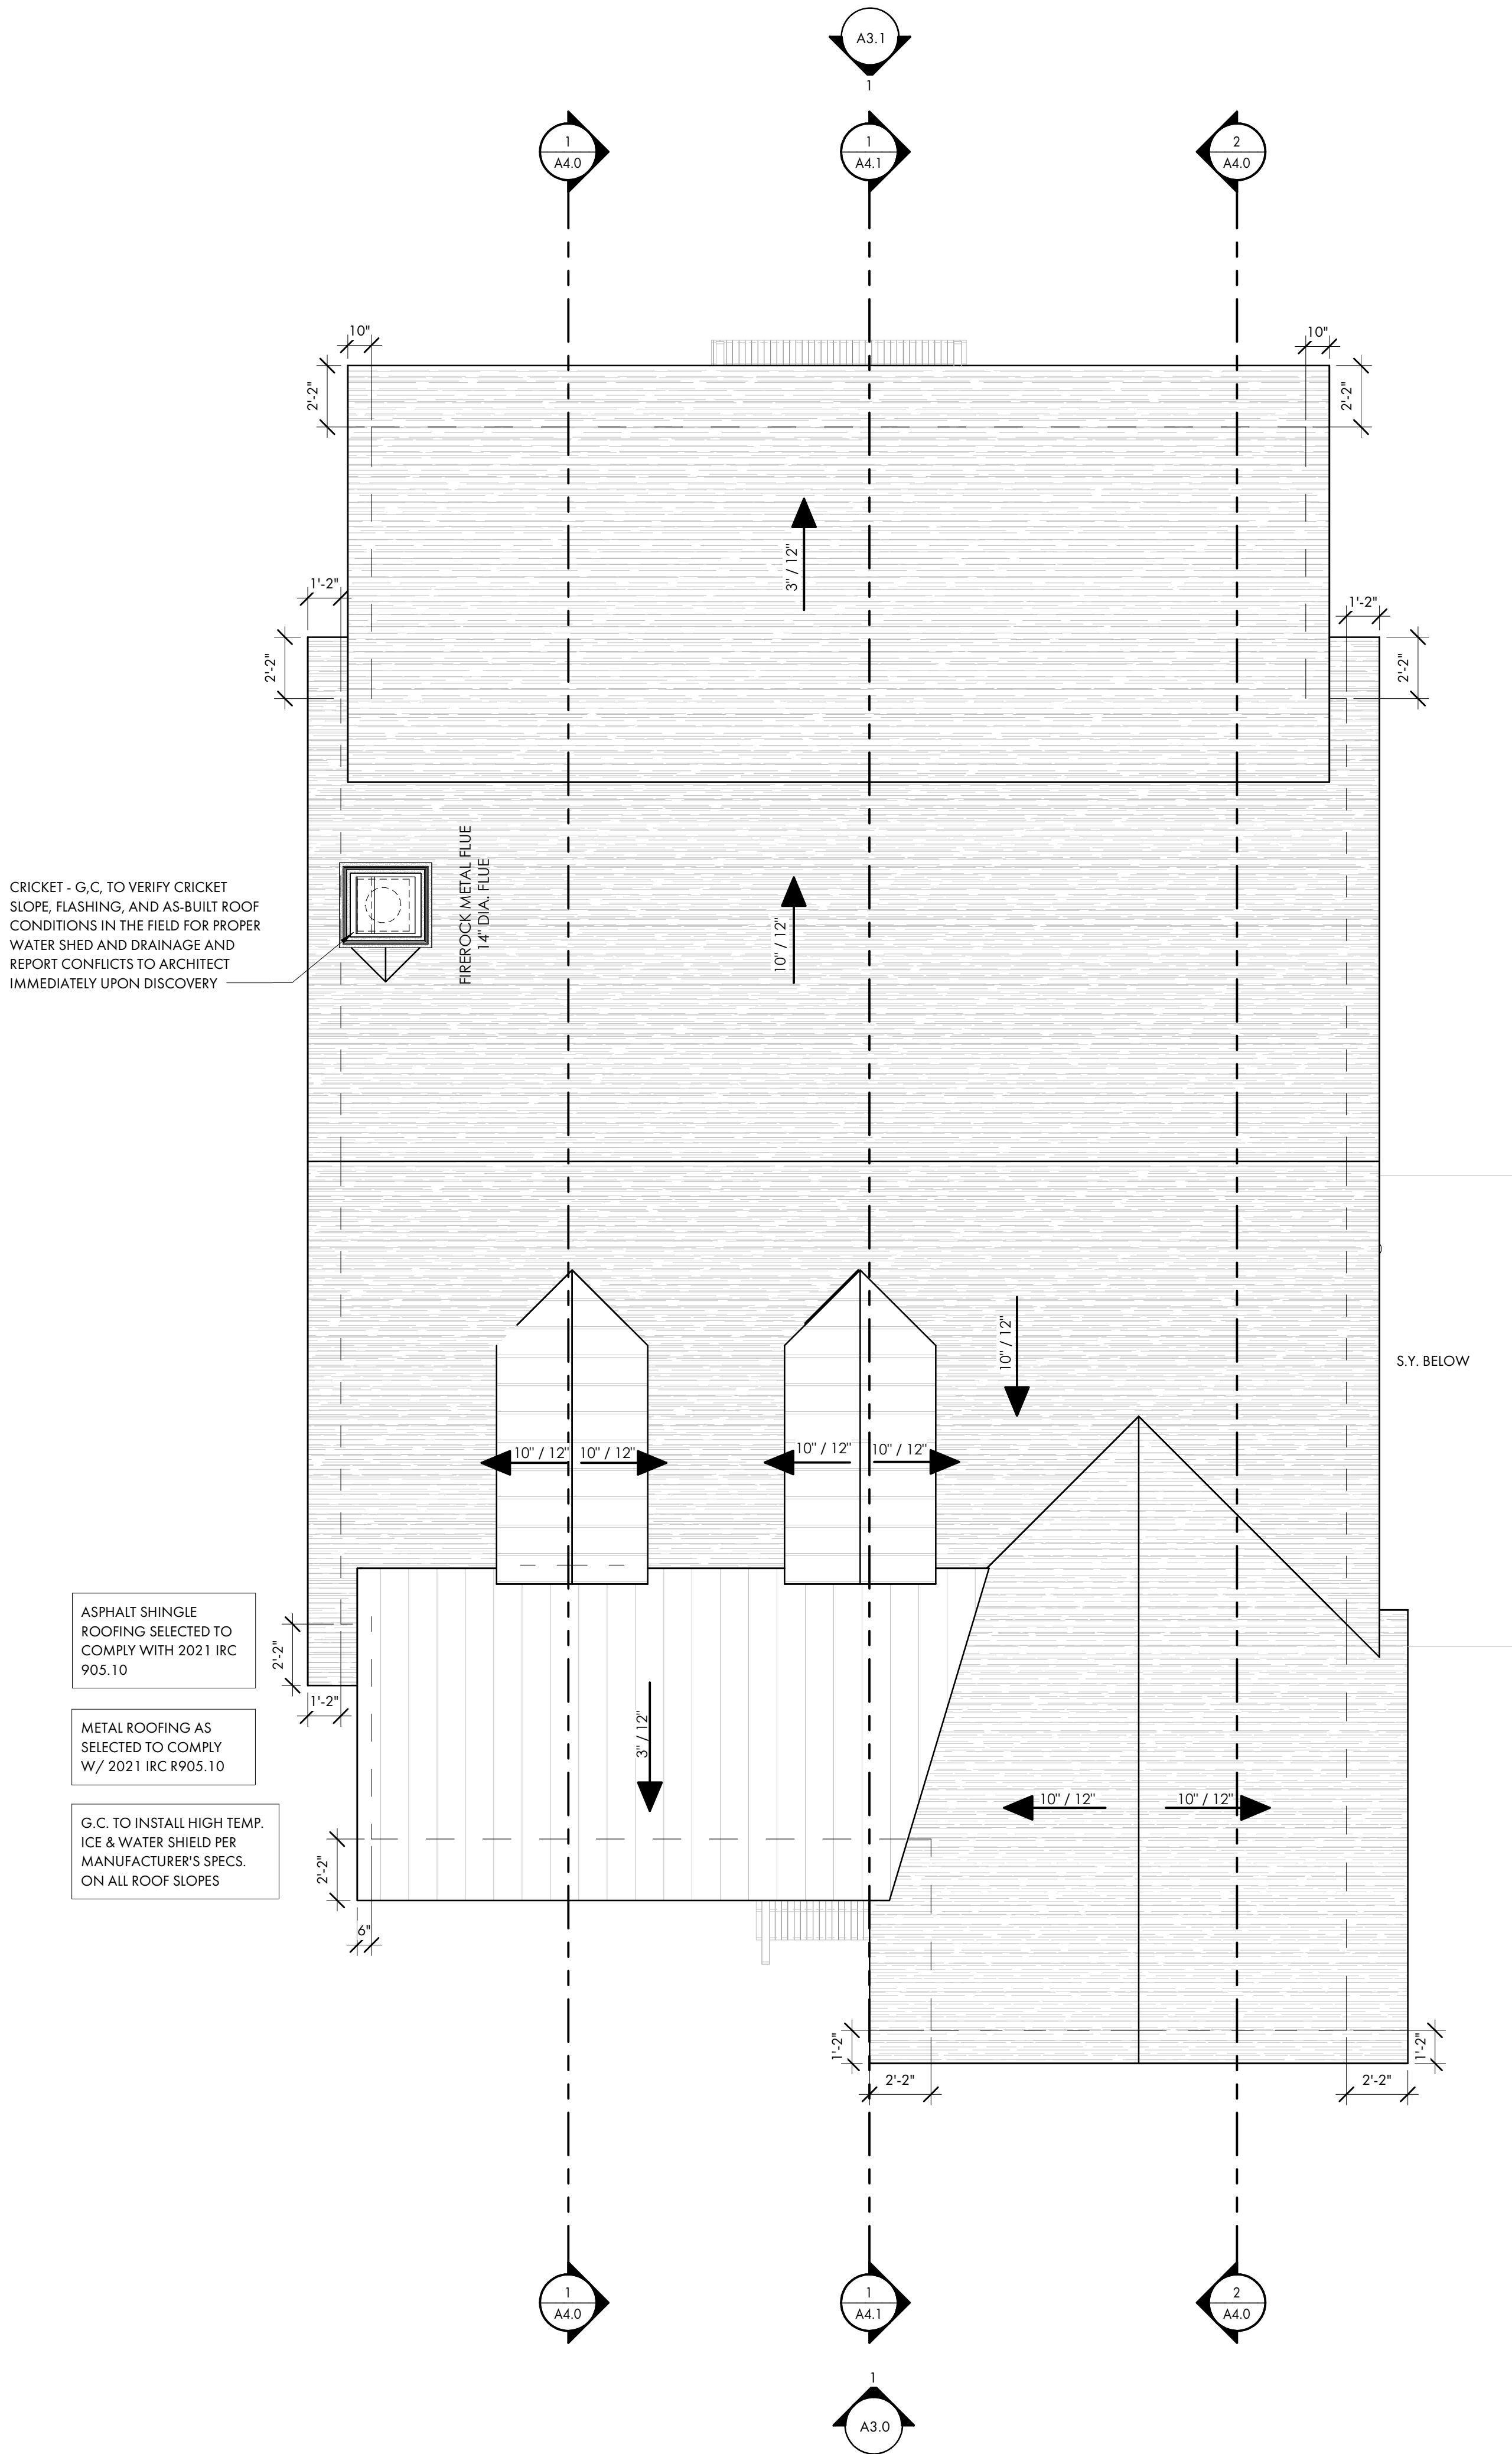 A3.1
1
1
A4.0
1
A4.1
2
A4.0
10"
10"
2'-2"
2'-2"
3" / 12"
1'-2"
1'-2"
2'-2"
2'-2"
CRICKET - G,C, TO VERIFY CRICKET
SLOPE, FLASHING, AND AS-BUILT ROOF
CONDITIONS IN THE FIELD FOR PROPER
WATER SHED AND DRAINAGE AND
REPORT CONFLICTS TO ARCHITECT
IMMEDIATELY UPON DISCOVERY
FIREROCK METAL FLUE
14" DIA. FLUE
10" / 12"
10" / 12"
S.Y. BELOW
10" / 12"
10" / 12"
10" / 12"
10" / 12"
ASPHALT SHINGLE
ROOFING SELECTED TO
COMPLY WITH 2021 IRC
905.10
2'-2"
1'-2"
METAL ROOFING AS
SELECTED TO COMPLY
W/ 2021 IRC R905.10
3" / 12"
10" / 12"
10" / 12"
G.C. TO INSTALL HIGH TEMP.
ICE & WATER SHIELD PER
MANUFACTURER'S SPECS.
ON ALL ROOF SLOPES
2'-2"
6"
1'-2"
1'-2"
2'-2"
2'-2"
1
A4.0
1
A4.1
2
A4.0
1
A3.0